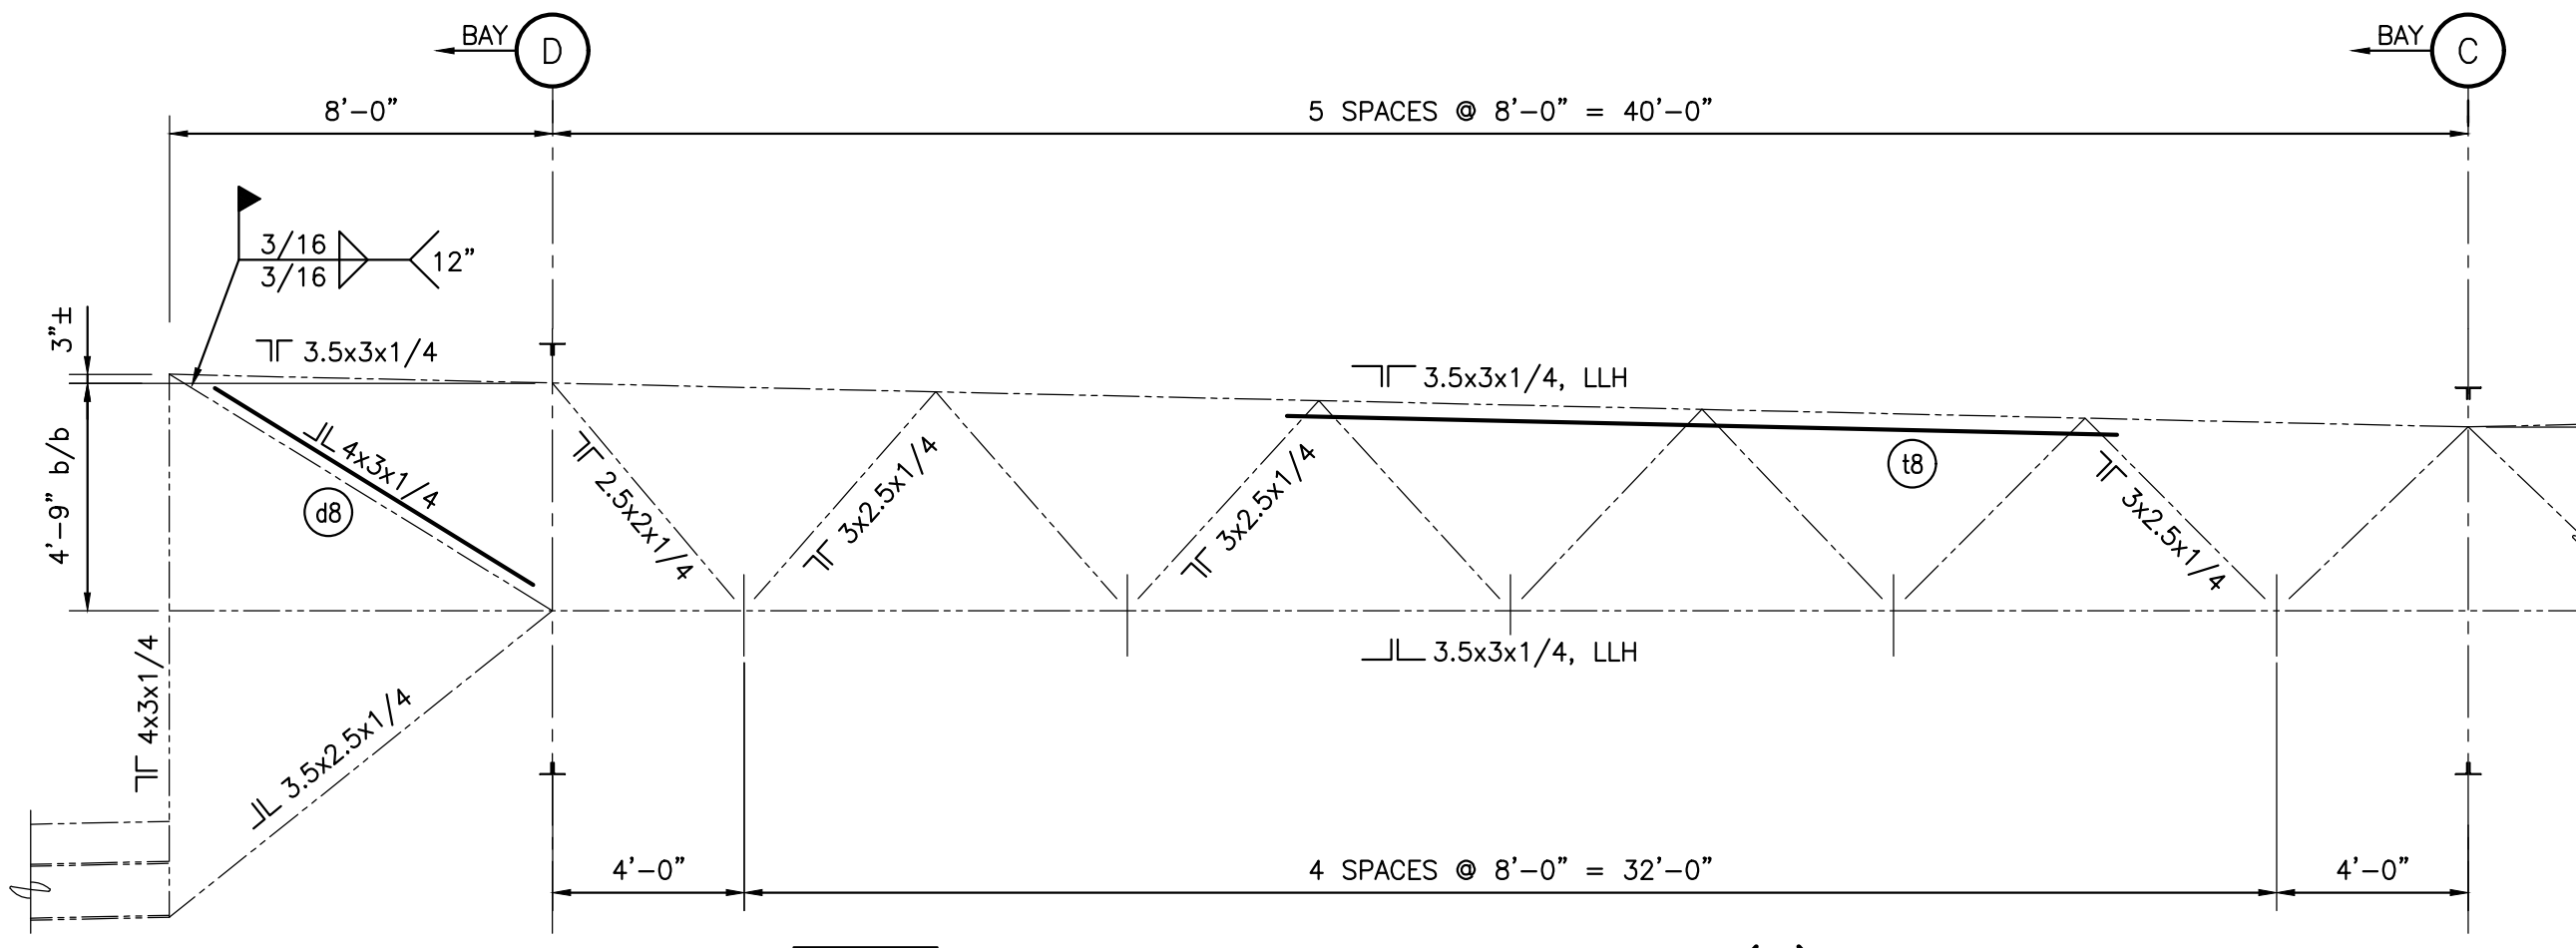 BAY
D
BAY
C
8'-0"
5 SPACES @ 8'-0" = 40'-0"
3/16
3/16
12"
3"±
3.5x3x1/4
3.5x3x1/4, LLH
4'-9" b/b
4x3x1/4
d8
2.5x2x1/4
3x2.5x1/4
3x2.5x1/4
t8
3x2.5x1/4
3.5x3x1/4, LLH
4x3x1/4
3.5x2.5x1/4
4'-0"
4 SPACES @ 8'-0" = 32'-0"
4'-0"